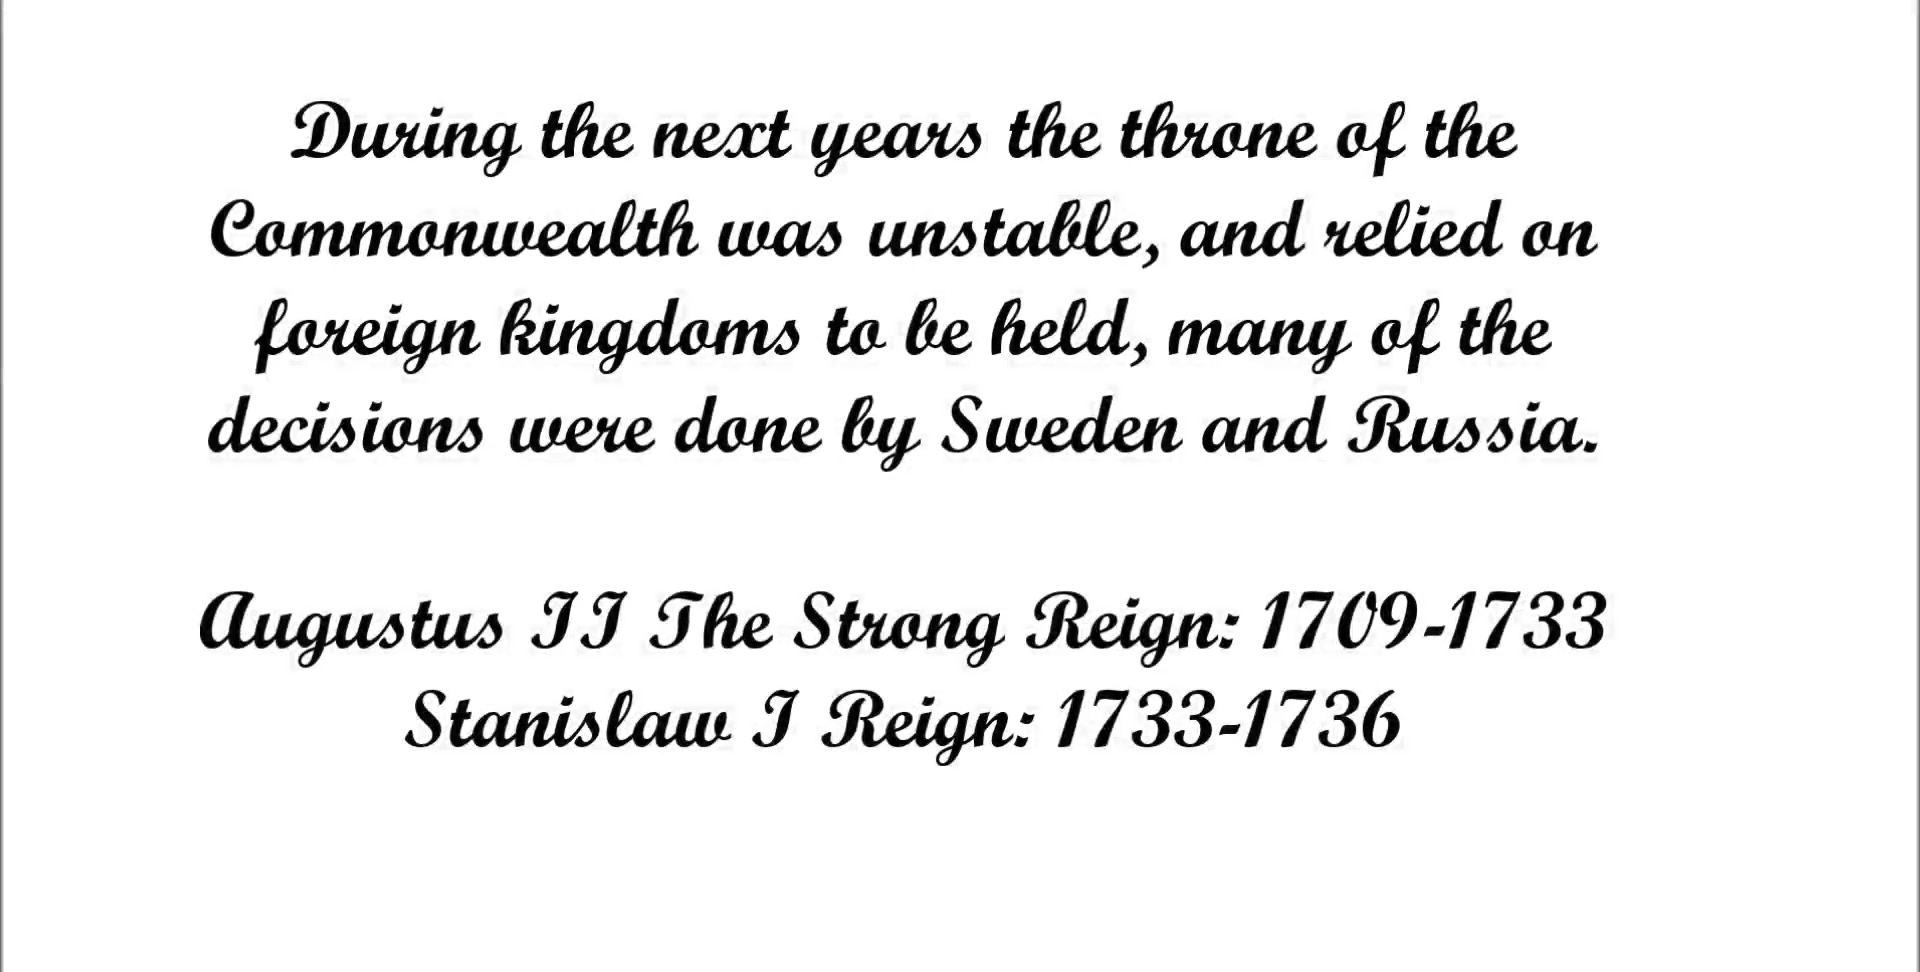 During the next years the throne of the
Commonwealth was unstable, and relied on
foreign kingdoms to be held, many of the
decisions were done by Sweden and Russia.
Augustus II The Strong Reign: 1709-1733
Stanislaw I Reign: 1733-1736